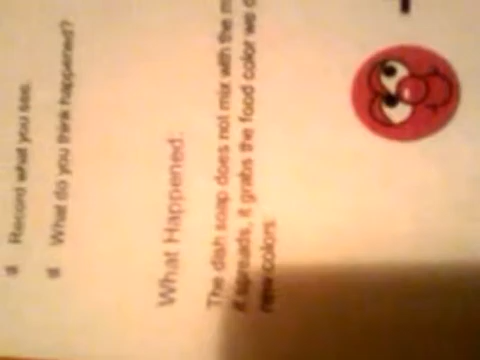 Record what you see.
What do you think happened?
What Happened:
The dish soap does not mix with the
it spreads, it grabs the food color
new colors